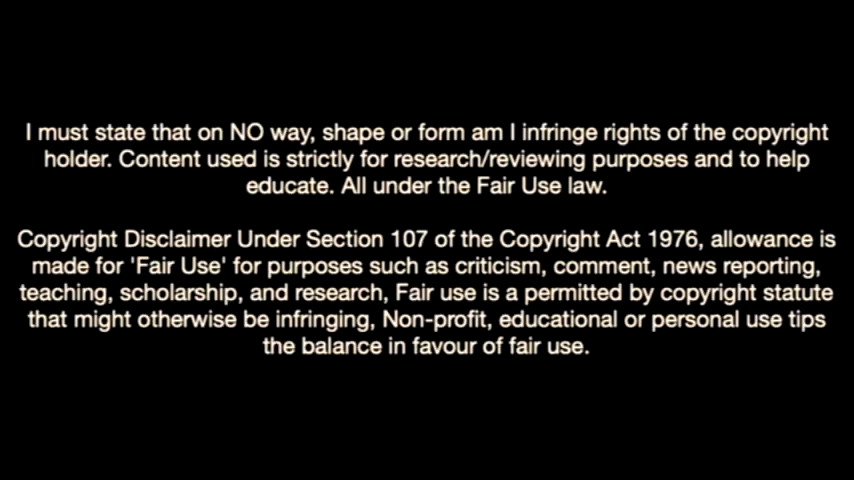 I must state that on NO way, shape or form am I infringe rights of the copyright
holder. Content used is strictly for research/reviewing purposes and to help
educate. All under the Fair Use law.
Copyright Disclaimer Under Section 107 of the Copyright Act 1976, allowance is
made for 'Fair Use' for purposes such as criticism, comment, news reporting,
teaching, scholarship, and research, Fair use is a permitted by copyright statute
that might otherwise be infringing, Non-profit, educational or personal use tips
the balance in favour of fair use.